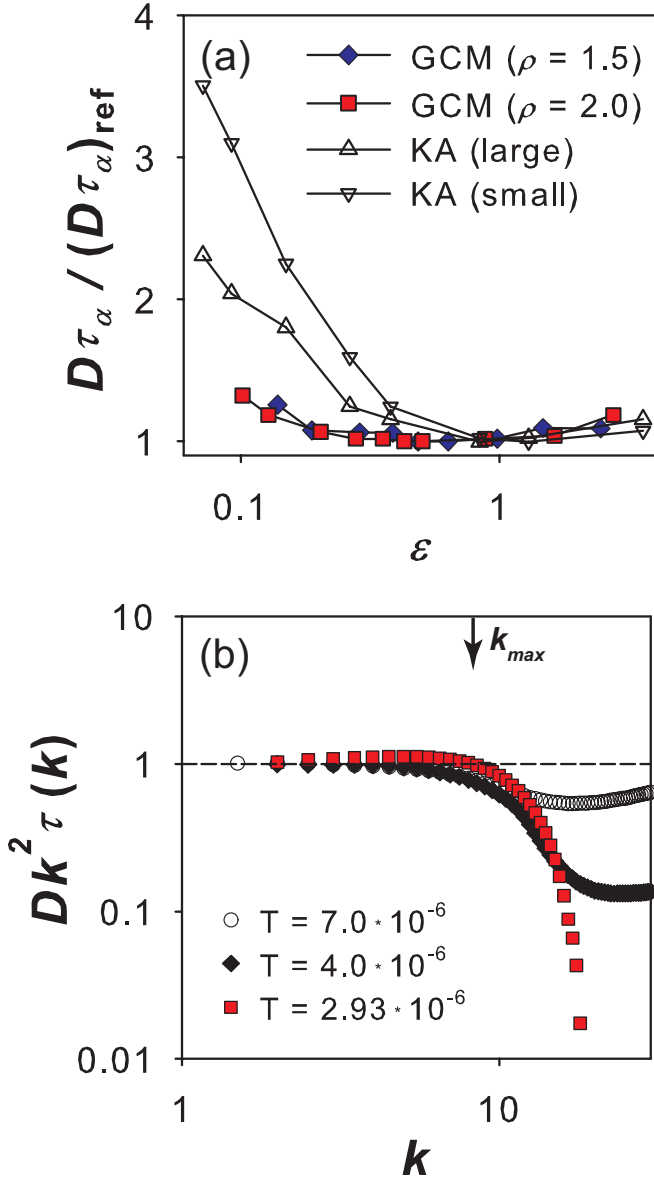 (a)
GCM (ρ = 1.5)
GCM (ρ = 2.0)
KA (large)
KA (small)
4
3
2
1
Dτα / (Dτα)ref
0.1 1
ε
(b)
kmax
10
1
0.1
0.01
Dk² τ (k)
T = 7.0 * 10⁻⁶
T = 4.0 * 10⁻⁶
T = 2.93 * 10⁻⁶
1 10
k